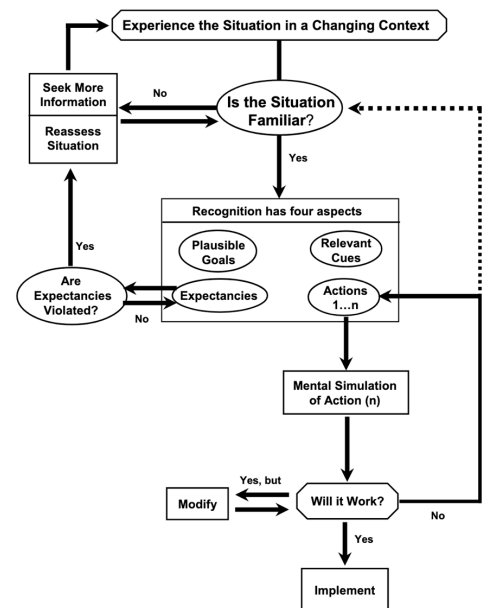 Experience the Situation in a Changing Context
Seek More
Information
Reassess
Situation
No
Is the Situation
Familiar?
Yes
Recognition has four aspects
Plausible
Goals
Relevant
Cues
Yes
Are
Expectancies
Violated?
No
Expectancies
Actions
1...n
Mental Simulation
of Action (n)
Yes, but
Modify
Will it Work?
No
Yes
Implement